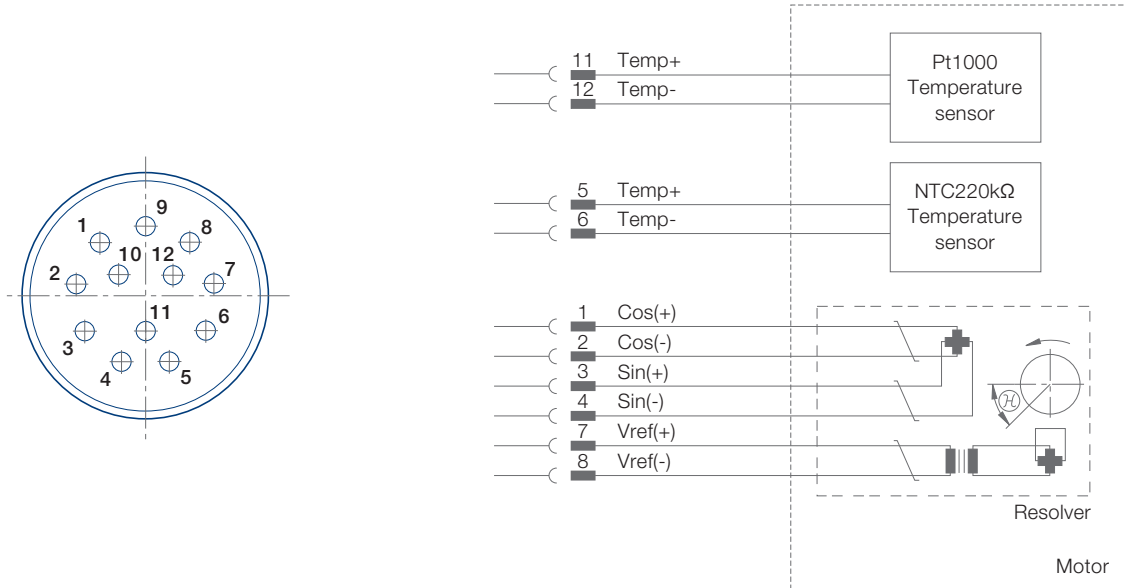 9
1
8
10
12
2
7
11
6
3
4
5
11 Temp+
12 Temp-
Pt1000
Temperature
sensor
5 Temp+
6 Temp-
NTC220kΩ
Temperature
sensor
1 Cos(+)
2 Cos(-)
3 Sin(+)
4 Sin(-)
7 Vref(+)
8 Vref(-)
H
Resolver
Motor